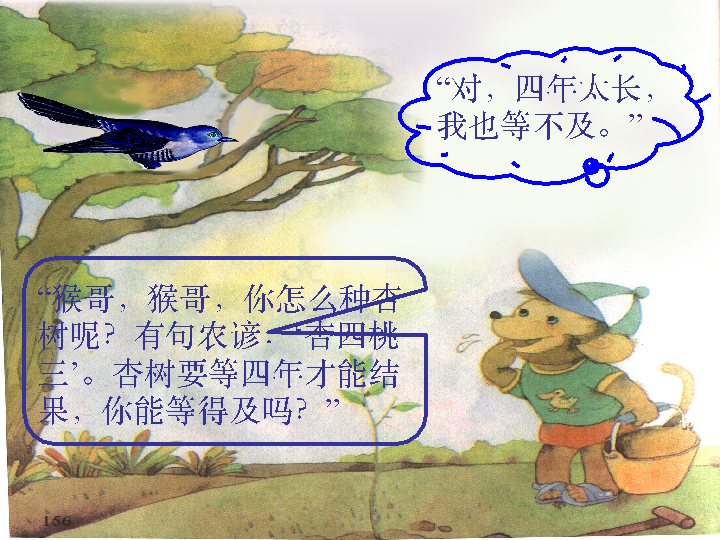 “对，四年太长，
我也等不及。”
“猴哥，猴哥，你怎么种杏
树呢？有句农谚：‘杏四桃
三’。杏树要等四年才能结
果，你能等得及吗？”
156